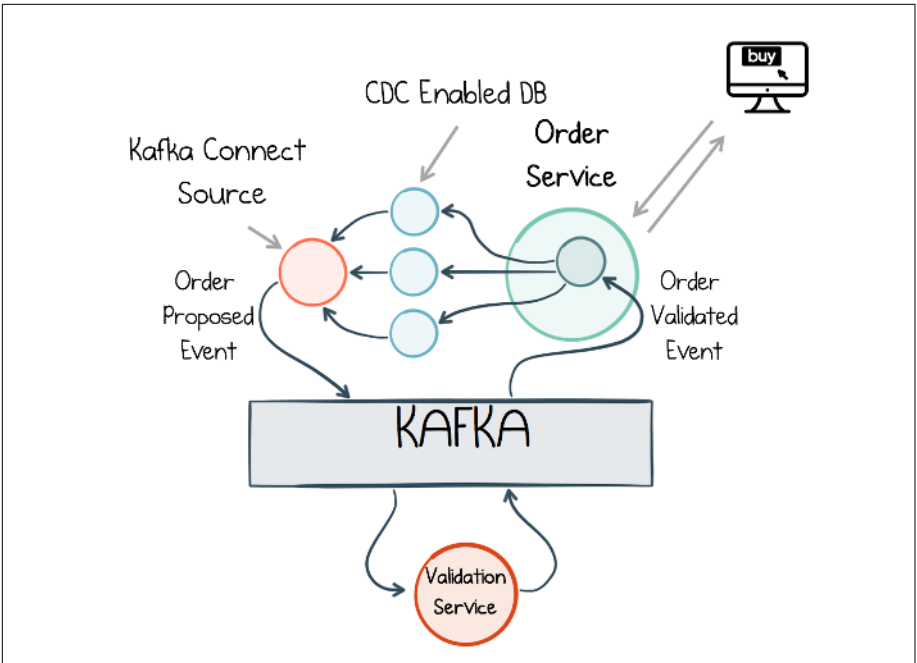 buy
CDC Enabled DB
Order
Service
Kafka Connect
Source
Order
Proposed
Event
Order
Validated
Event
KAFKA
Validation
Service